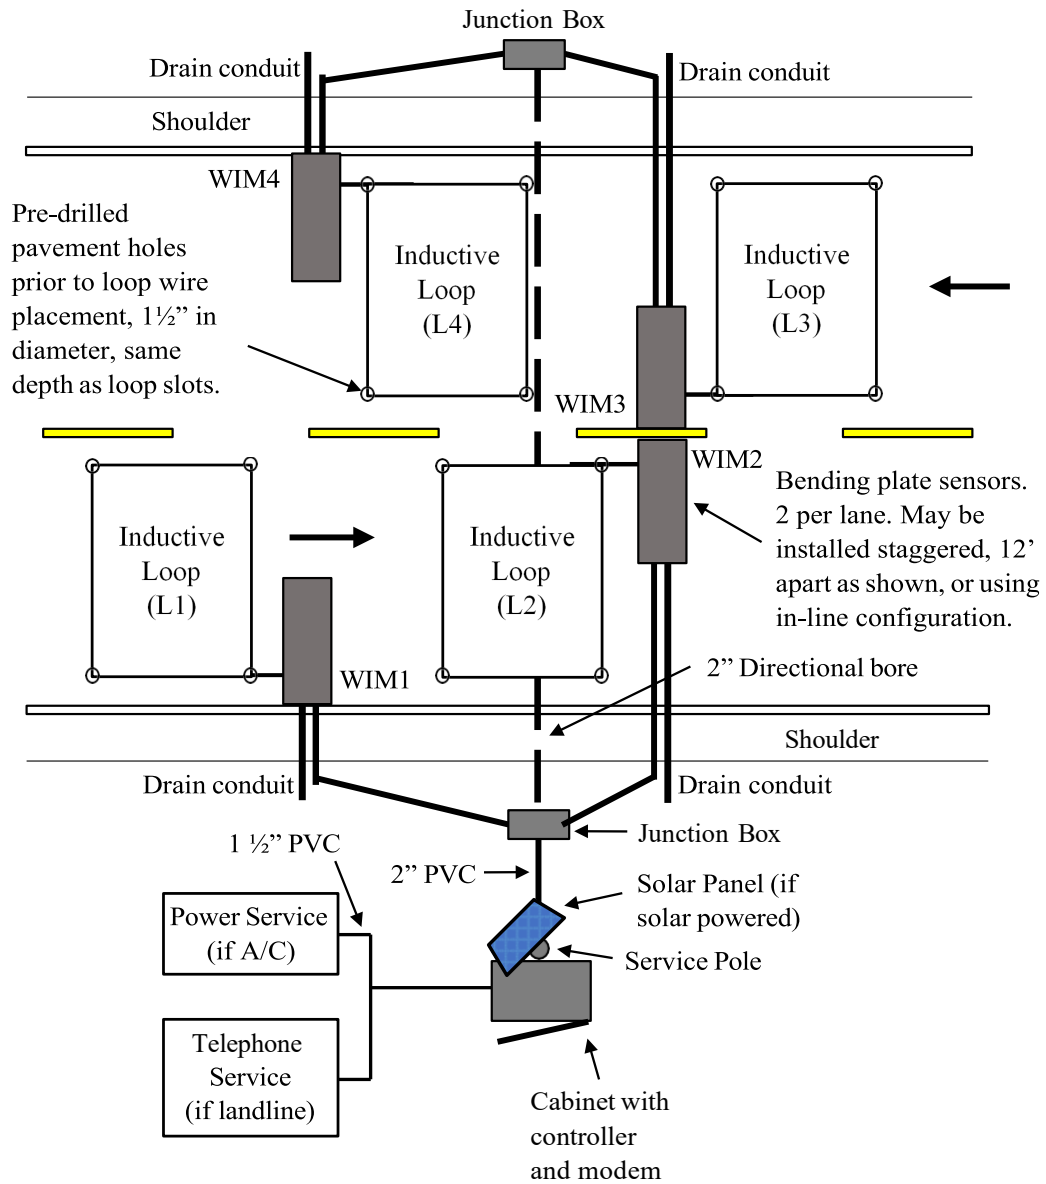 Junction Box
Drain conduit
Drain conduit
Shoulder
WIM4
Pre-drilled
pavement holes
prior to loop wire
placement, 1½” in
diameter, same
depth as loop slots.
Inductive
Loop
(L4)
Inductive
Loop
(L3)
WIM3
WIM2
Inductive
Loop
(L1)
Inductive
Loop
(L2)
Bending plate sensors.
2 per lane. May be
installed staggered, 12’
apart as shown, or using
in-line configuration.
WIM1
2” Directional bore
Shoulder
Drain conduit
Drain conduit
Junction Box
1 ½” PVC
2” PVC
Solar Panel (if
solar powered)
Power Service
(if A/C)
Service Pole
Telephone
Service
(if landline)
Cabinet with
controller
and modem